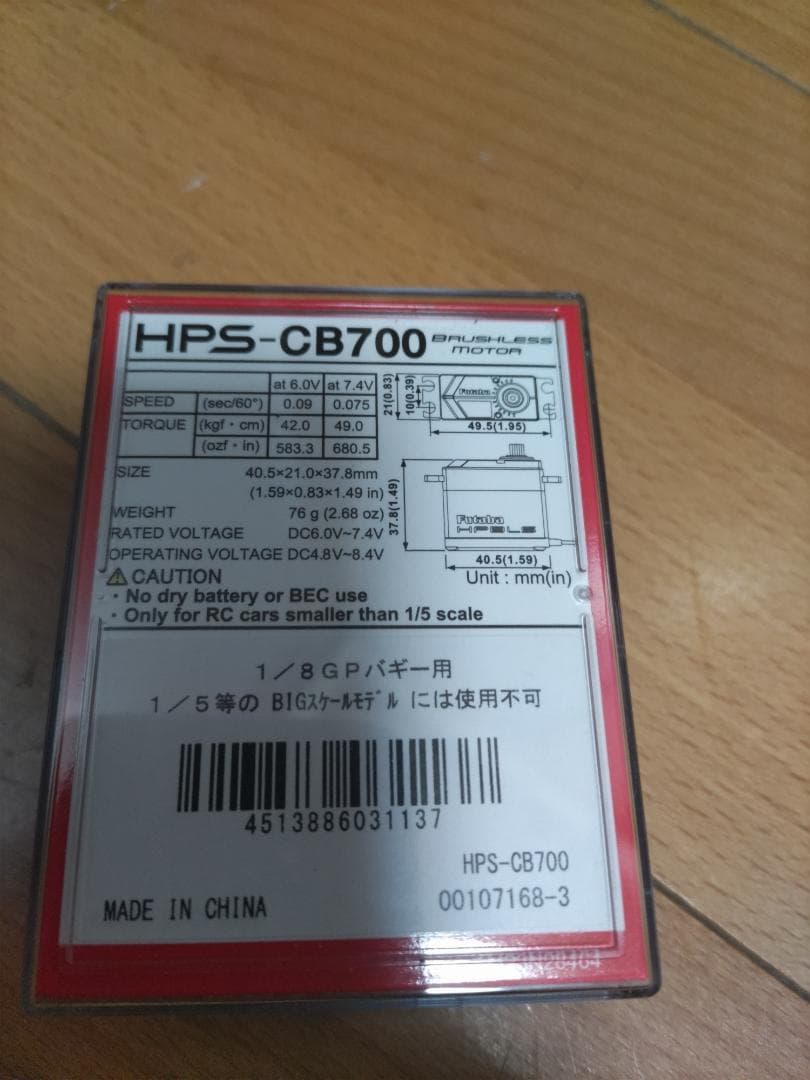 HPS-CB700 BRUSHLESS MOTOR
at 6.0V at 7.4V
SPEED (sec/60°) 0.09 0.075
TORQUE (kgf・cm) 42.0 49.0
(ozf・in) 583.3 680.5
SIZE 40.5×21.0×37.8mm
(1.59×0.83×1.49 in)
WEIGHT 76 g (2.68 oz)
RATED VOLTAGE DC6.0V~7.4V
OPERATING VOLTAGE DC4.8V~8.4V
21(0.83)
10(0.39)
Futaba
49.5(1.95)
37.8(1.49)
Futaba
HPBLS
40.5(1.59)
Unit : mm(in)
CAUTION
・No dry battery or BEC use
・Only for RC cars smaller than 1/5 scale
1/8GPバギー用
1/5等の BIGスケールモデル には使用不可
4513886031137
HPS-CB700
00107168-3
MADE IN CHINA